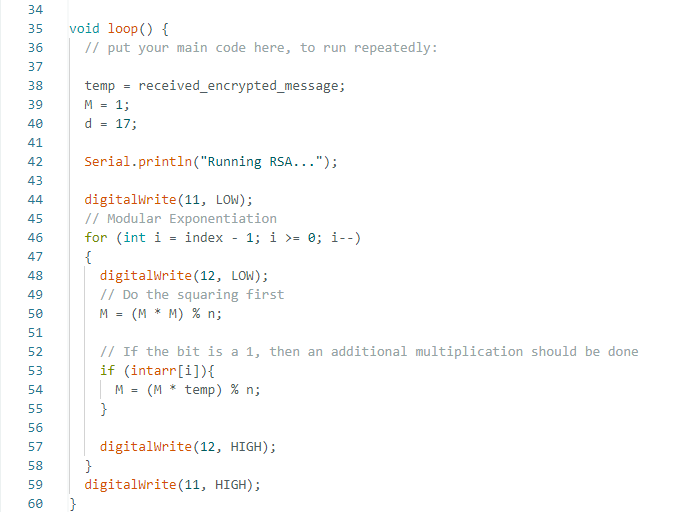 34
35 void loop() {
36   // put your main code here, to run repeatedly:
37
38   temp = received_encrypted_message;
39   M = 1;
40   d = 17;
41
42   Serial.println("Running RSA...");
43
44   digitalWrite(11, LOW);
45   // Modular Exponentiation
46   for (int i = index - 1; i >= 0; i--)
47   {
48     digitalWrite(12, LOW);
49     // Do the squaring first
50     M = (M * M) % n;
51
52     // If the bit is a 1, then an additional multiplication should be done
53     if (intarr[i]){
54       M = (M * temp) % n;
55     }
56
57     digitalWrite(12, HIGH);
58   }
59   digitalWrite(11, HIGH);
60 }